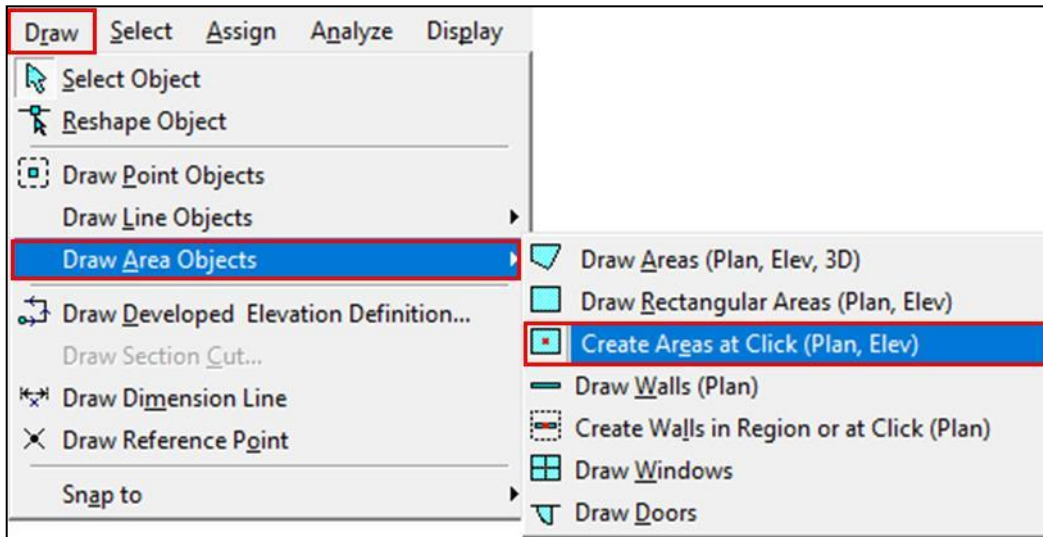 Draw Select Assign Analyze Display
Select Object
Reshape Object
Draw Point Objects
Draw Line Objects
Draw Area Objects
Draw Developed Elevation Definition...
Draw Section Cut...
Draw Dimension Line
Draw Reference Point
Snap to
Draw Areas (Plan, Elev, 3D)
Draw Rectangular Areas (Plan, Elev)
Create Areas at Click (Plan, Elev)
Draw Walls (Plan)
Create Walls in Region or at Click (Plan)
Draw Windows
Draw Doors